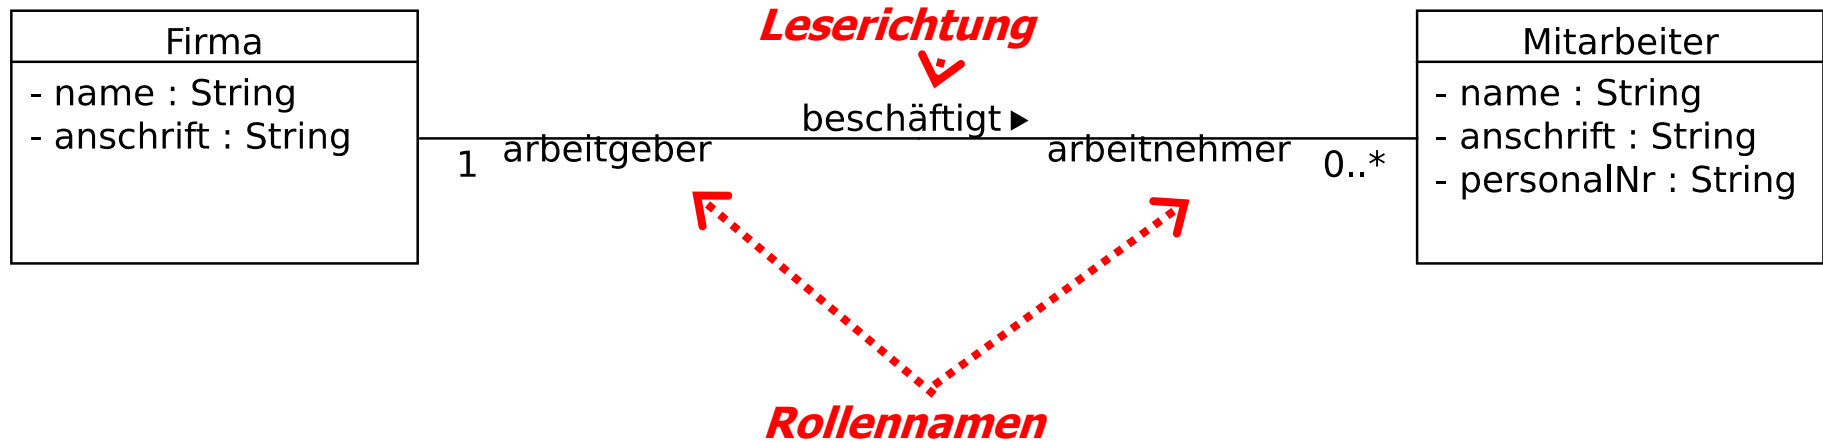 Leserichtung
Firma
- name : String
- anschrift : String
beschäftigt ▶
1 arbeitgeber
arbeitnehmer 0..*
Mitarbeiter
- name : String
- anschrift : String
- personalNr : String
Rollennamen